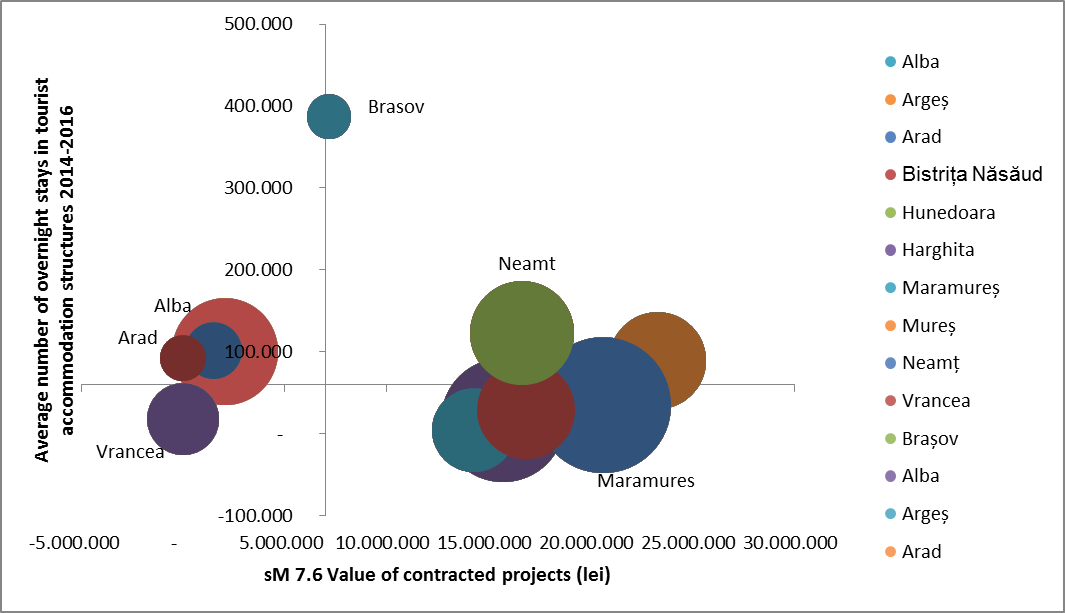 Average number of overnight stays in tourist
accommodation structures 2014-2016
500.000
400.000
300.000
200.000
100.000
-
-100.000
Brasov
Neamt
Alba
Arad
Vrancea
Maramures
-5.000.000 - 5.000.000 10.000.000 15.000.000 20.000.000 25.000.000 30.000.000
sM 7.6 Value of contracted projects (lei)
Alba
Argeș
Arad
Bistrița Năsăud
Hunedoara
Harghita
Maramureș
Mureș
Neamț
Vrancea
Brașov
Alba
Argeș
Arad